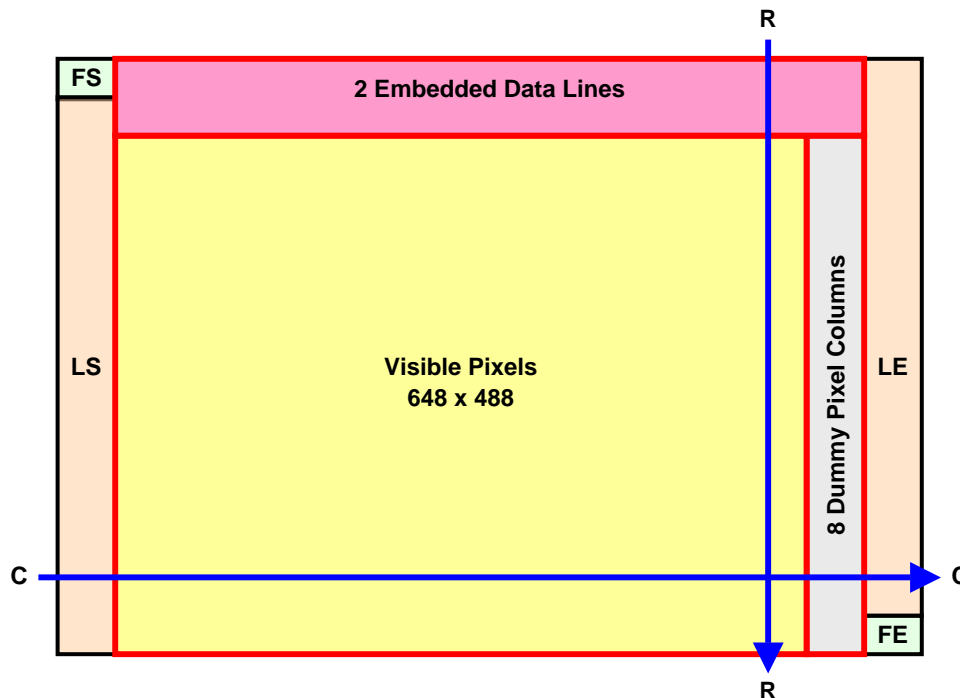 R
FS
2 Embedded Data Lines
LS
Visible Pixels
648 x 488
8 Dummy Pixel Columns
LE
C
FE
R